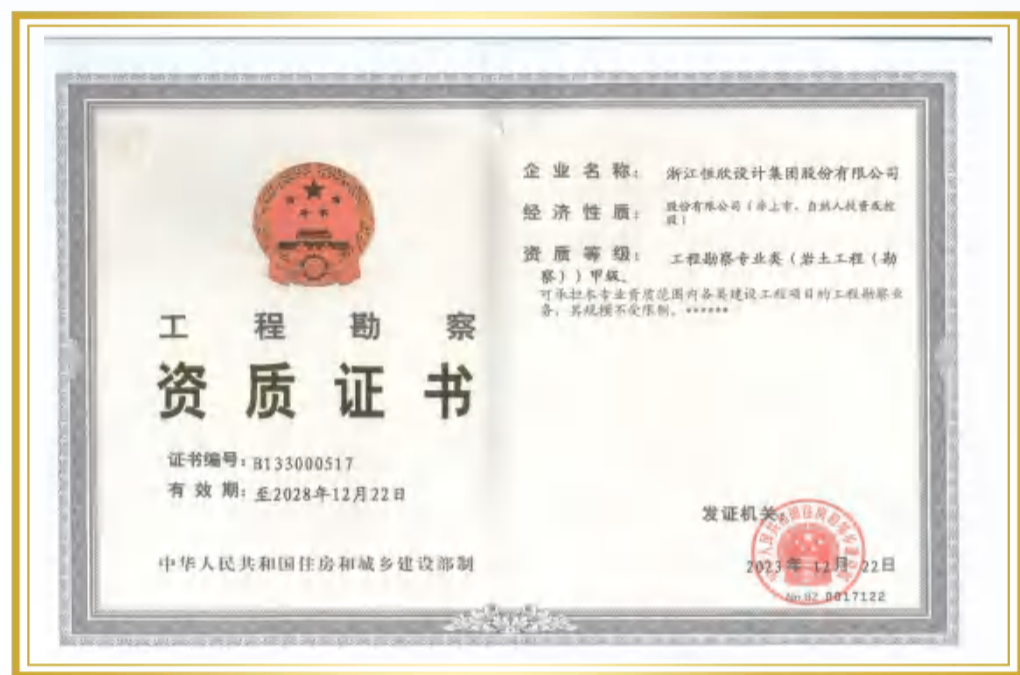 工程勘察
资质证书
证书编号：B133000517
有效期：至2028年12月22日
中华人民共和国住房和城乡建设部制
企业名称：浙江恒欣设计集团股份有限公司
经济性质：股份有限公司（非上市、自然人投资或控
股）
资质等级：工程勘察专业类（岩土工程（勘
察））甲级。
可承担本专业资质范围内各类建设工程项目的工程勘察业
务，其规模不受限制。******
发证机关：
2023年12月22日
No.BZ 0017122